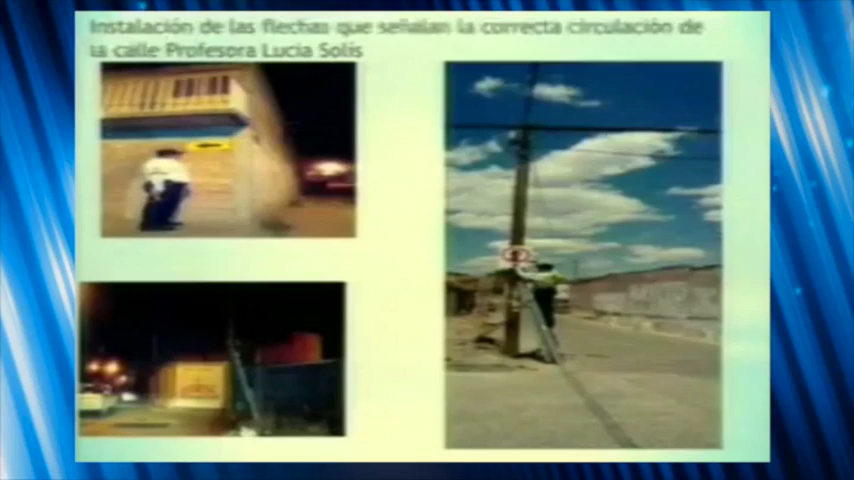 Instalación de las flechas que señalan la correcta circulación de
la calle Profesora Lucia Solis